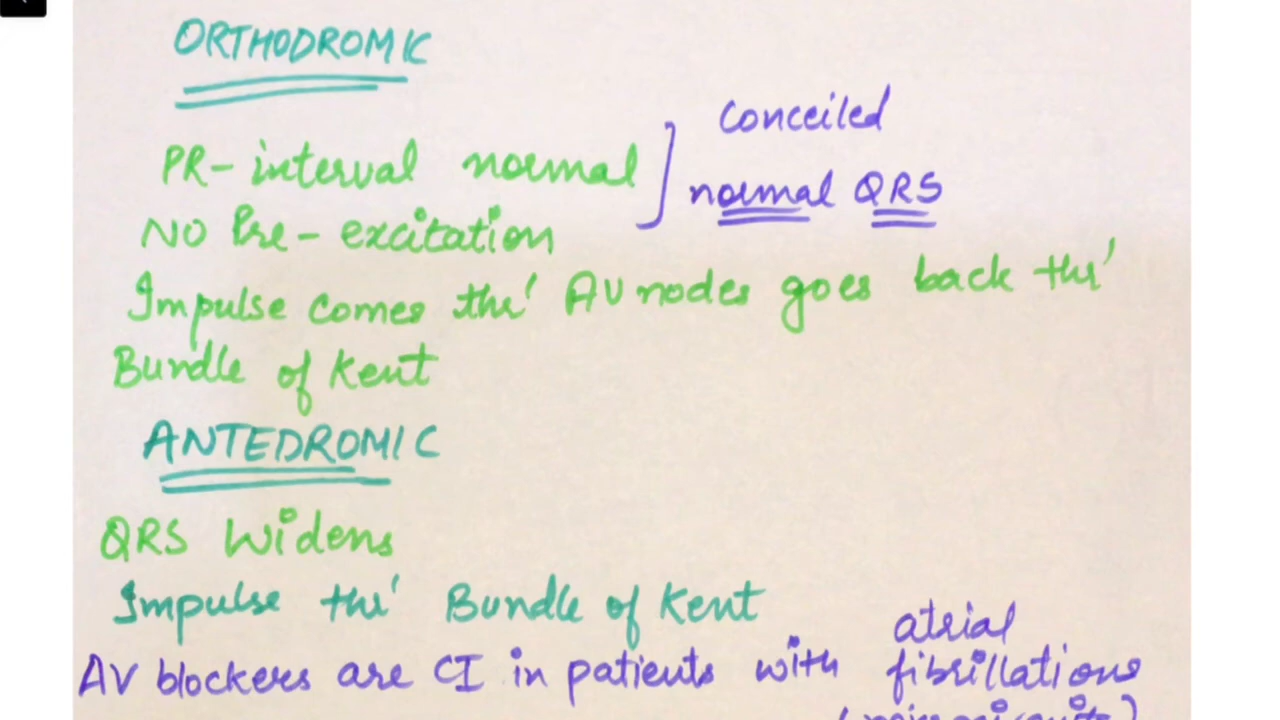 ORTHODROMIC
PR-interval normal
NO Pre-excitation
Conceiled
normal QRS
Impulse comes thr' AV nodes goes back thr'
Bundle of Kent
ANTEDROMIC
QRS Widens
Impulse thr' Bundle of Kent
AV blockers are CI in patients with atrial
fibrillations